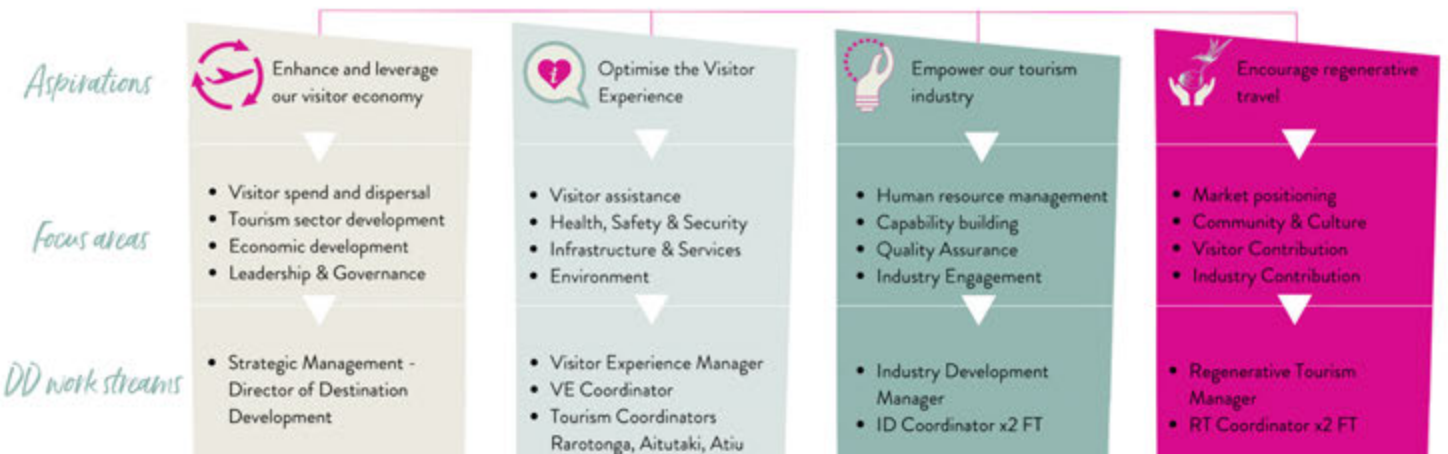 Aspirations
Enhance and leverage
our visitor economy
Optimise the Visitor
Experience
Empower our tourism
industry
Encourage regenerative
travel
Focus areas
• Visitor spend and dispersal
• Tourism sector development
• Economic development
• Leadership & Governance
• Visitor assistance
• Health, Safety & Security
• Infrastructure & Services
• Environment
• Human resource management
• Capability building
• Quality Assurance
• Industry Engagement
• Market positioning
• Community & Culture
• Visitor Contribution
• Industry Contribution
DD work streams
• Strategic Management -
Director of Destination
Development
• Visitor Experience Manager
• VE Coordinator
• Tourism Coordinators
Rarotonga, Aitutaki, Atiu
• Industry Development
Manager
• ID Coordinator x2 FT
• Regenerative Tourism
Manager
• RT Coordinator x2 FT